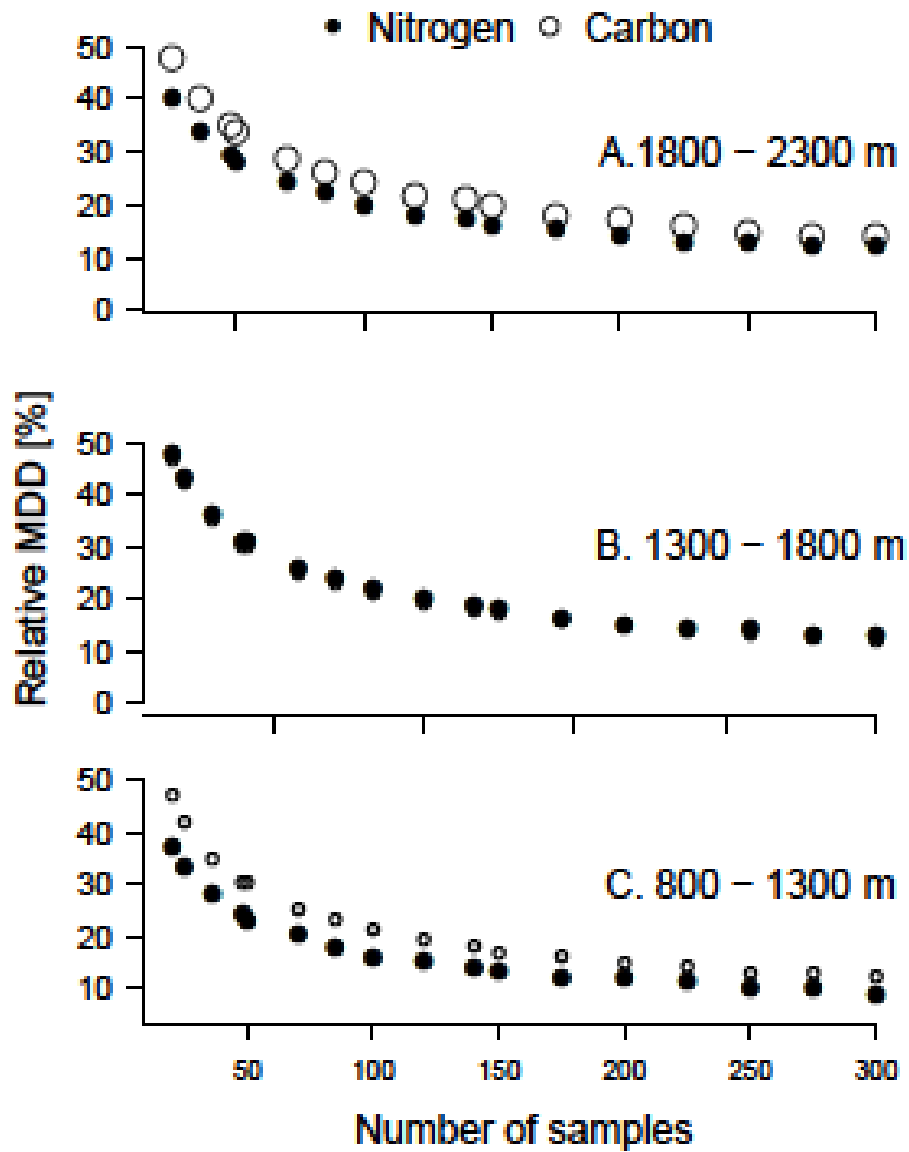 Nitrogen Carbon
50
40
30
20
10
0
A.1800 – 2300 m
Relative MDD [%]
50
40
30
20
10
0
B. 1300 – 1800 m
50
40
30
20
10
C. 800 – 1300 m
50 100 150 200 250 300
Number of samples